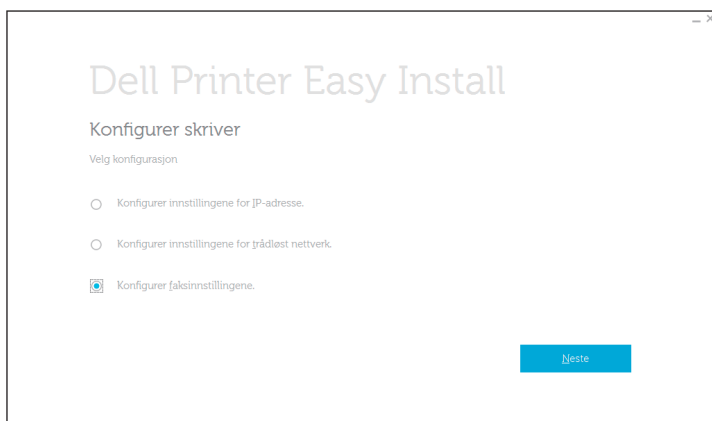 Dell Printer Easy Install
Konfigurer skriver
Velg konfigurasjon
Konfigurer innstillingene for IP-adresse.
Konfigurer innstillingene for trådløst nettverk.
Konfigurer faksinnstillingene.
Neste